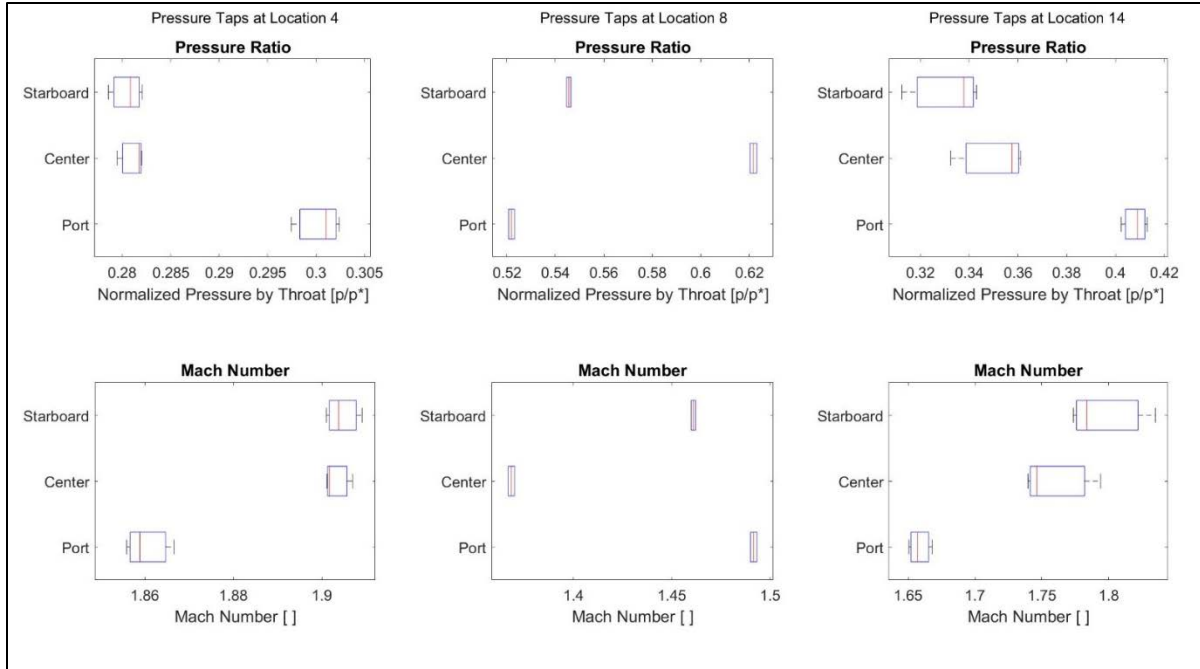 Pressure Taps at Location 4
Pressure Ratio
Starboard
Center
Port
0.28 0.285 0.29 0.295 0.3 0.305
Normalized Pressure by Throat [p/p*]
Pressure Taps at Location 8
Pressure Ratio
0.52 0.54 0.56 0.58 0.6 0.62
Normalized Pressure by Throat [p/p*]
Pressure Taps at Location 14
Pressure Ratio
Starboard
Center
Port
0.32 0.34 0.36 0.38 0.4 0.42
Normalized Pressure by Throat [p/p*]
Mach Number
Starboard
Center
Port
1.86 1.88 1.9
Mach Number [ ]
Mach Number
Starboard
Center
Port
1.4 1.45 1.5
Mach Number [ ]
Mach Number
Starboard
Center
Port
1.65 1.7 1.75 1.8
Mach Number [ ]